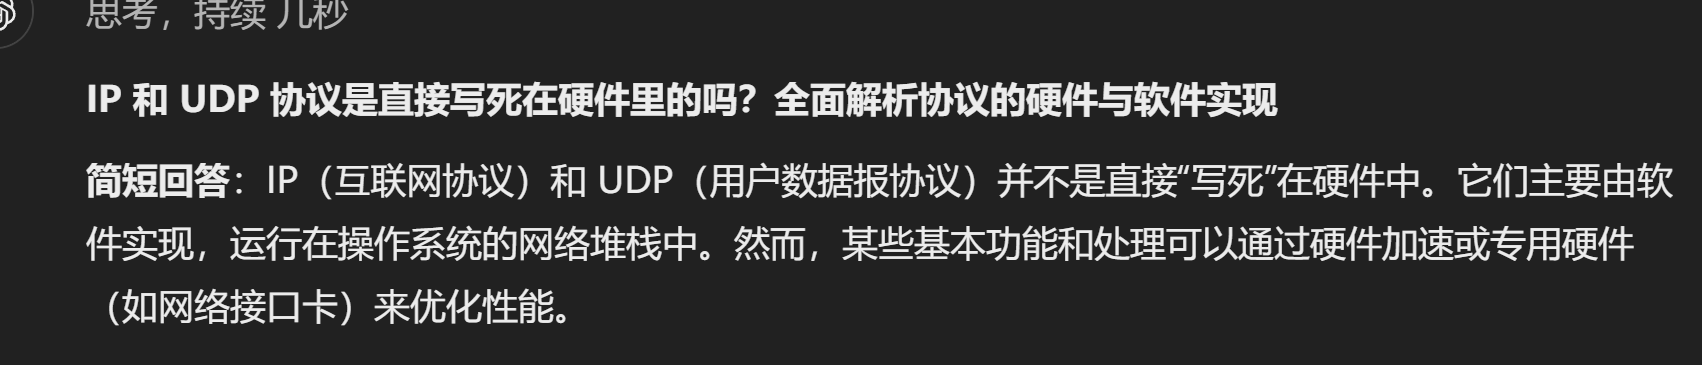 思考，持续 几秒
IP 和 UDP 协议是直接写死在硬件里的吗？全面解析协议的硬件与软件实现
简短回答：IP（互联网协议）和 UDP（用户数据报协议）并不是直接“写死”在硬件中。它们主要由软
件实现，运行在操作系统的网络堆栈中。然而，某些基本功能和处理可以通过硬件加速或专用硬件
（如网络接口卡）来优化性能。